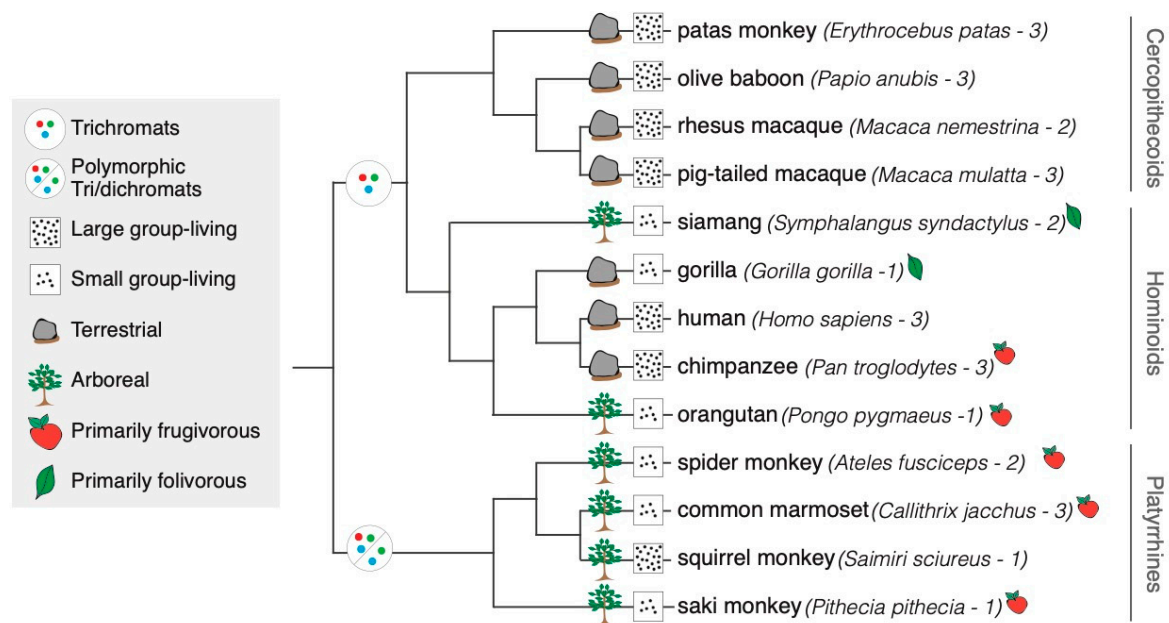 Trichromats
Polymorphic
Tri/dichromats
Large group-living
Small group-living
Terrestrial
Arboreal
Primarily frugivorous
Primarily folivorous
patas monkey (Erythrocebus patas - 3)
olive baboon (Papio anubis - 3)
rhesus macaque (Macaca nemestrina - 2)
pig-tailed macaque (Macaca mulatta - 3)
siamang (Symphalangus syndactylus - 2)
gorilla (Gorilla gorilla -1)
human (Homo sapiens - 3)
chimpanzee (Pan troglodytes - 3)
orangutan (Pongo pygmaeus -1)
spider monkey (Ateles fusciceps - 2)
common marmoset (Callithrix jacchus - 3)
squirrel monkey (Saimiri sciureus - 1)
saki monkey (Pithecia pithecia - 1)
Cercopithecoids
Hominoids
Platyrrhines